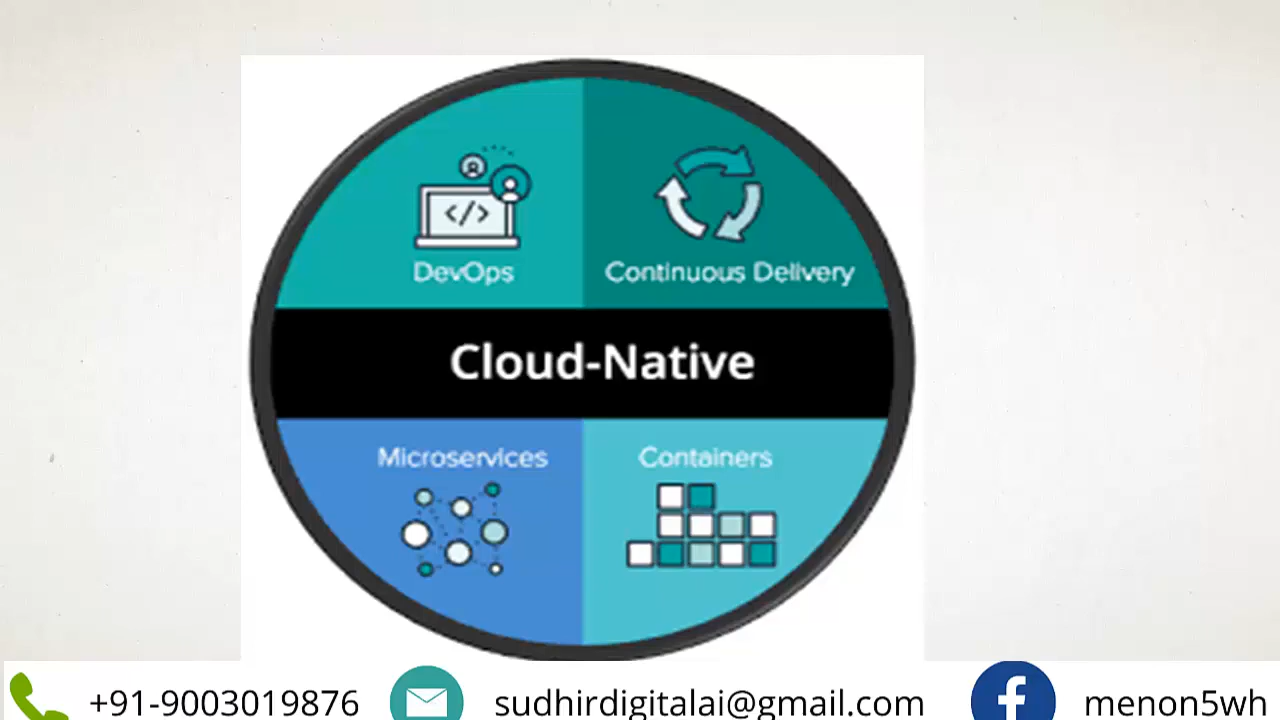 DevOps
Continuous Delivery
Cloud-Native
Microservices
Containers
+91-9003019876
sudhirdigitalai@gmail.com
menon5wh